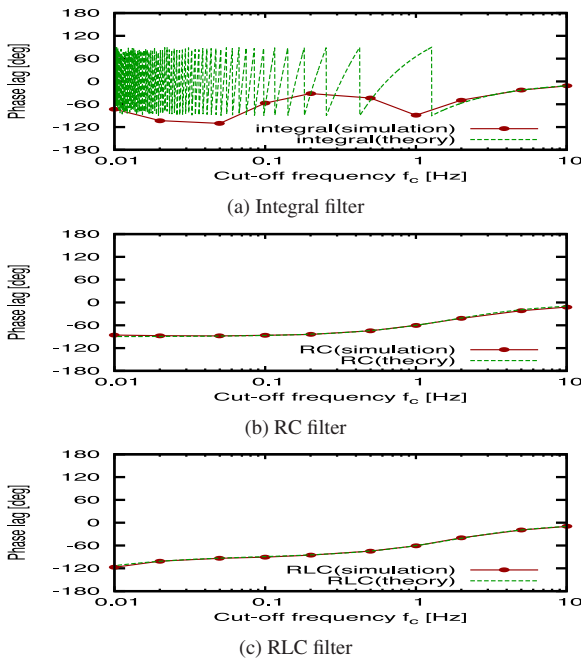 180
120
60
0
-60
-120
-180
Phase lag [deg]
integral(simulation)
integral(theory)
0.01 0.1 1 10
Cut-off frequency f_c [Hz]
(a) Integral filter
180
120
60
0
-60
-120
-180
Phase lag [deg]
RC(simulation)
RC(theory)
0.01 0.1 1 10
Cut-off frequency f_c [Hz]
(b) RC filter
180
120
60
0
-60
-120
-180
Phase lag [deg]
RLC(simulation)
RLC(theory)
0.01 0.1 1 10
Cut-off frequency f_c [Hz]
(c) RLC filter